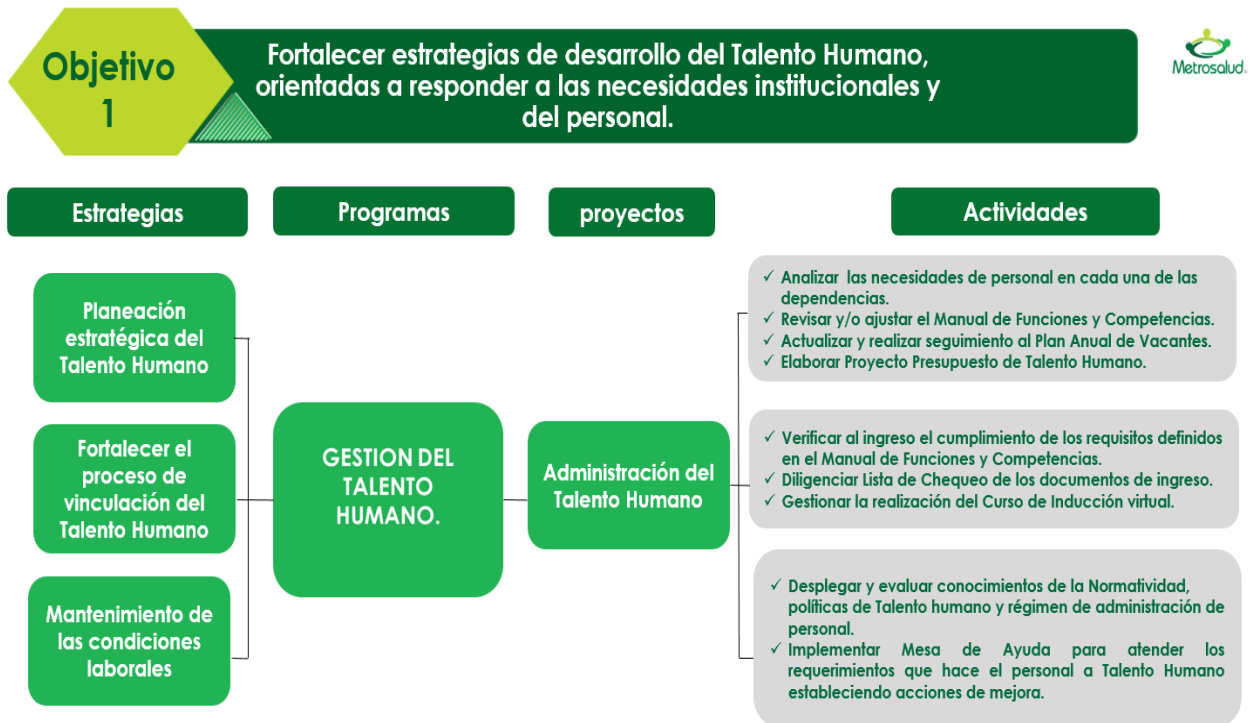 Objetivo
1
Fortalecer estrategias de desarrollo del Talento Humano,
orientadas a responder a las necesidades institucionales y
del personal.
Metrosalud
Estrategias
Programas
proyectos
Actividades
Planeación
estratégica del
Talento Humano
Fortalecer el
proceso de
vinculación del
Talento Humano
Mantenimiento de
las condiciones
laborales
GESTION DEL
TALENTO
HUMANO.
Administración del
Talento Humano
✓ Analizar las necesidades de personal en cada una de las
dependencias.
✓ Revisar y/o ajustar el Manual de Funciones y Competencias.
✓ Actualizar y realizar seguimiento al Plan Anual de Vacantes.
✓ Elaborar Proyecto Presupuesto de Talento Humano.
✓ Verificar al ingreso el cumplimiento de los requisitos definidos
en el Manual de Funciones y Competencias.
✓ Diligenciar Lista de Chequeo de los documentos de ingreso.
✓ Gestionar la realización del Curso de Inducción virtual.
✓ Desplegar y evaluar conocimientos de la Normatividad,
políticas de Talento humano y régimen de administración de
personal.
✓ Implementar Mesa de Ayuda para atender los
requerimientos que hace el personal a Talento Humano
estableciendo acciones de mejora.